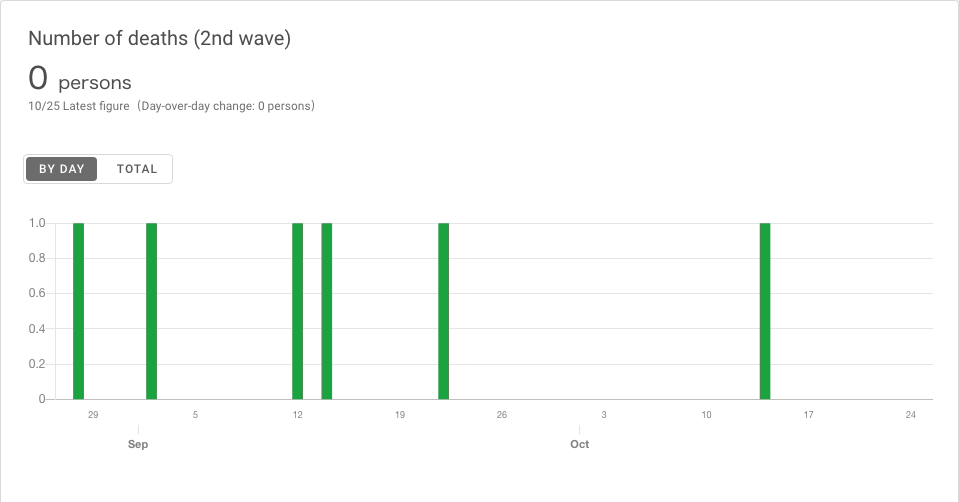 Number of deaths (2nd wave)
0 persons
10/25 Latest figure（Day-over-day change: 0 persons）
BY DAY TOTAL
1.0
0.8
0.6
0.4
0.2
0
29 5 12 19 26 3 10 17 24
Sep Oct